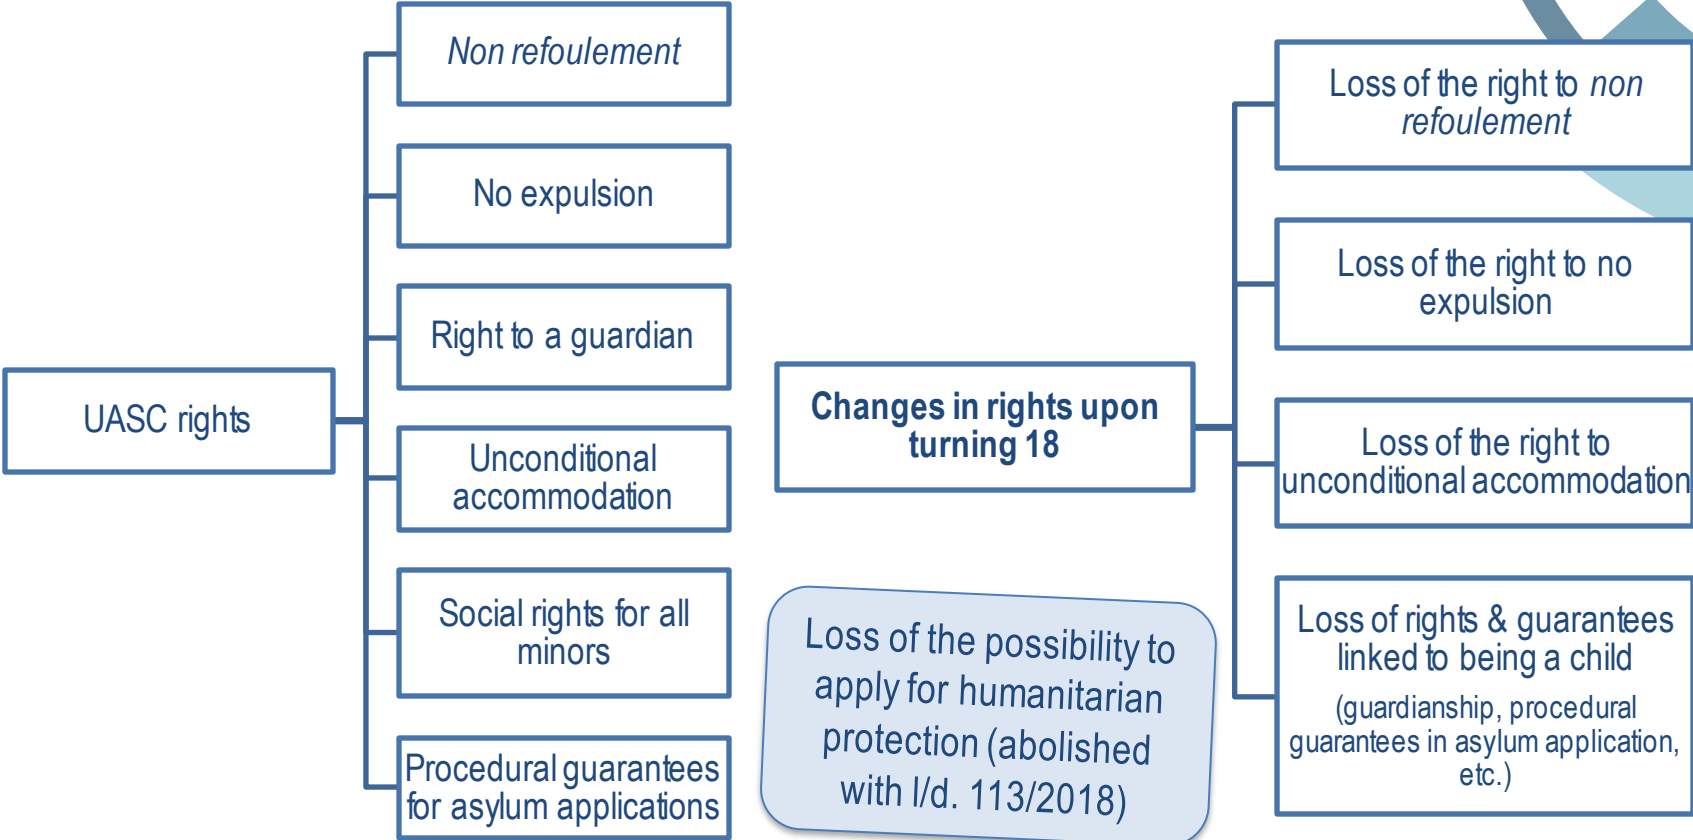 UASC rights
Non refoulement
No expulsion
Right to a guardian
Unconditional
accommodation
Social rights for all
minors
Procedural guarantees
for asylum applications
Changes in rights upon
turning 18
Loss of the right to non
refoulement
Loss of the right to no
expulsion
Loss of the right to
unconditional accommodation
Loss of rights & guarantees
linked to being a child
(guardianship, procedural
guarantees in asylum application,
etc.)
Loss of the possibility to
apply for humanitarian
protection (abolished
with l/d. 113/2018)